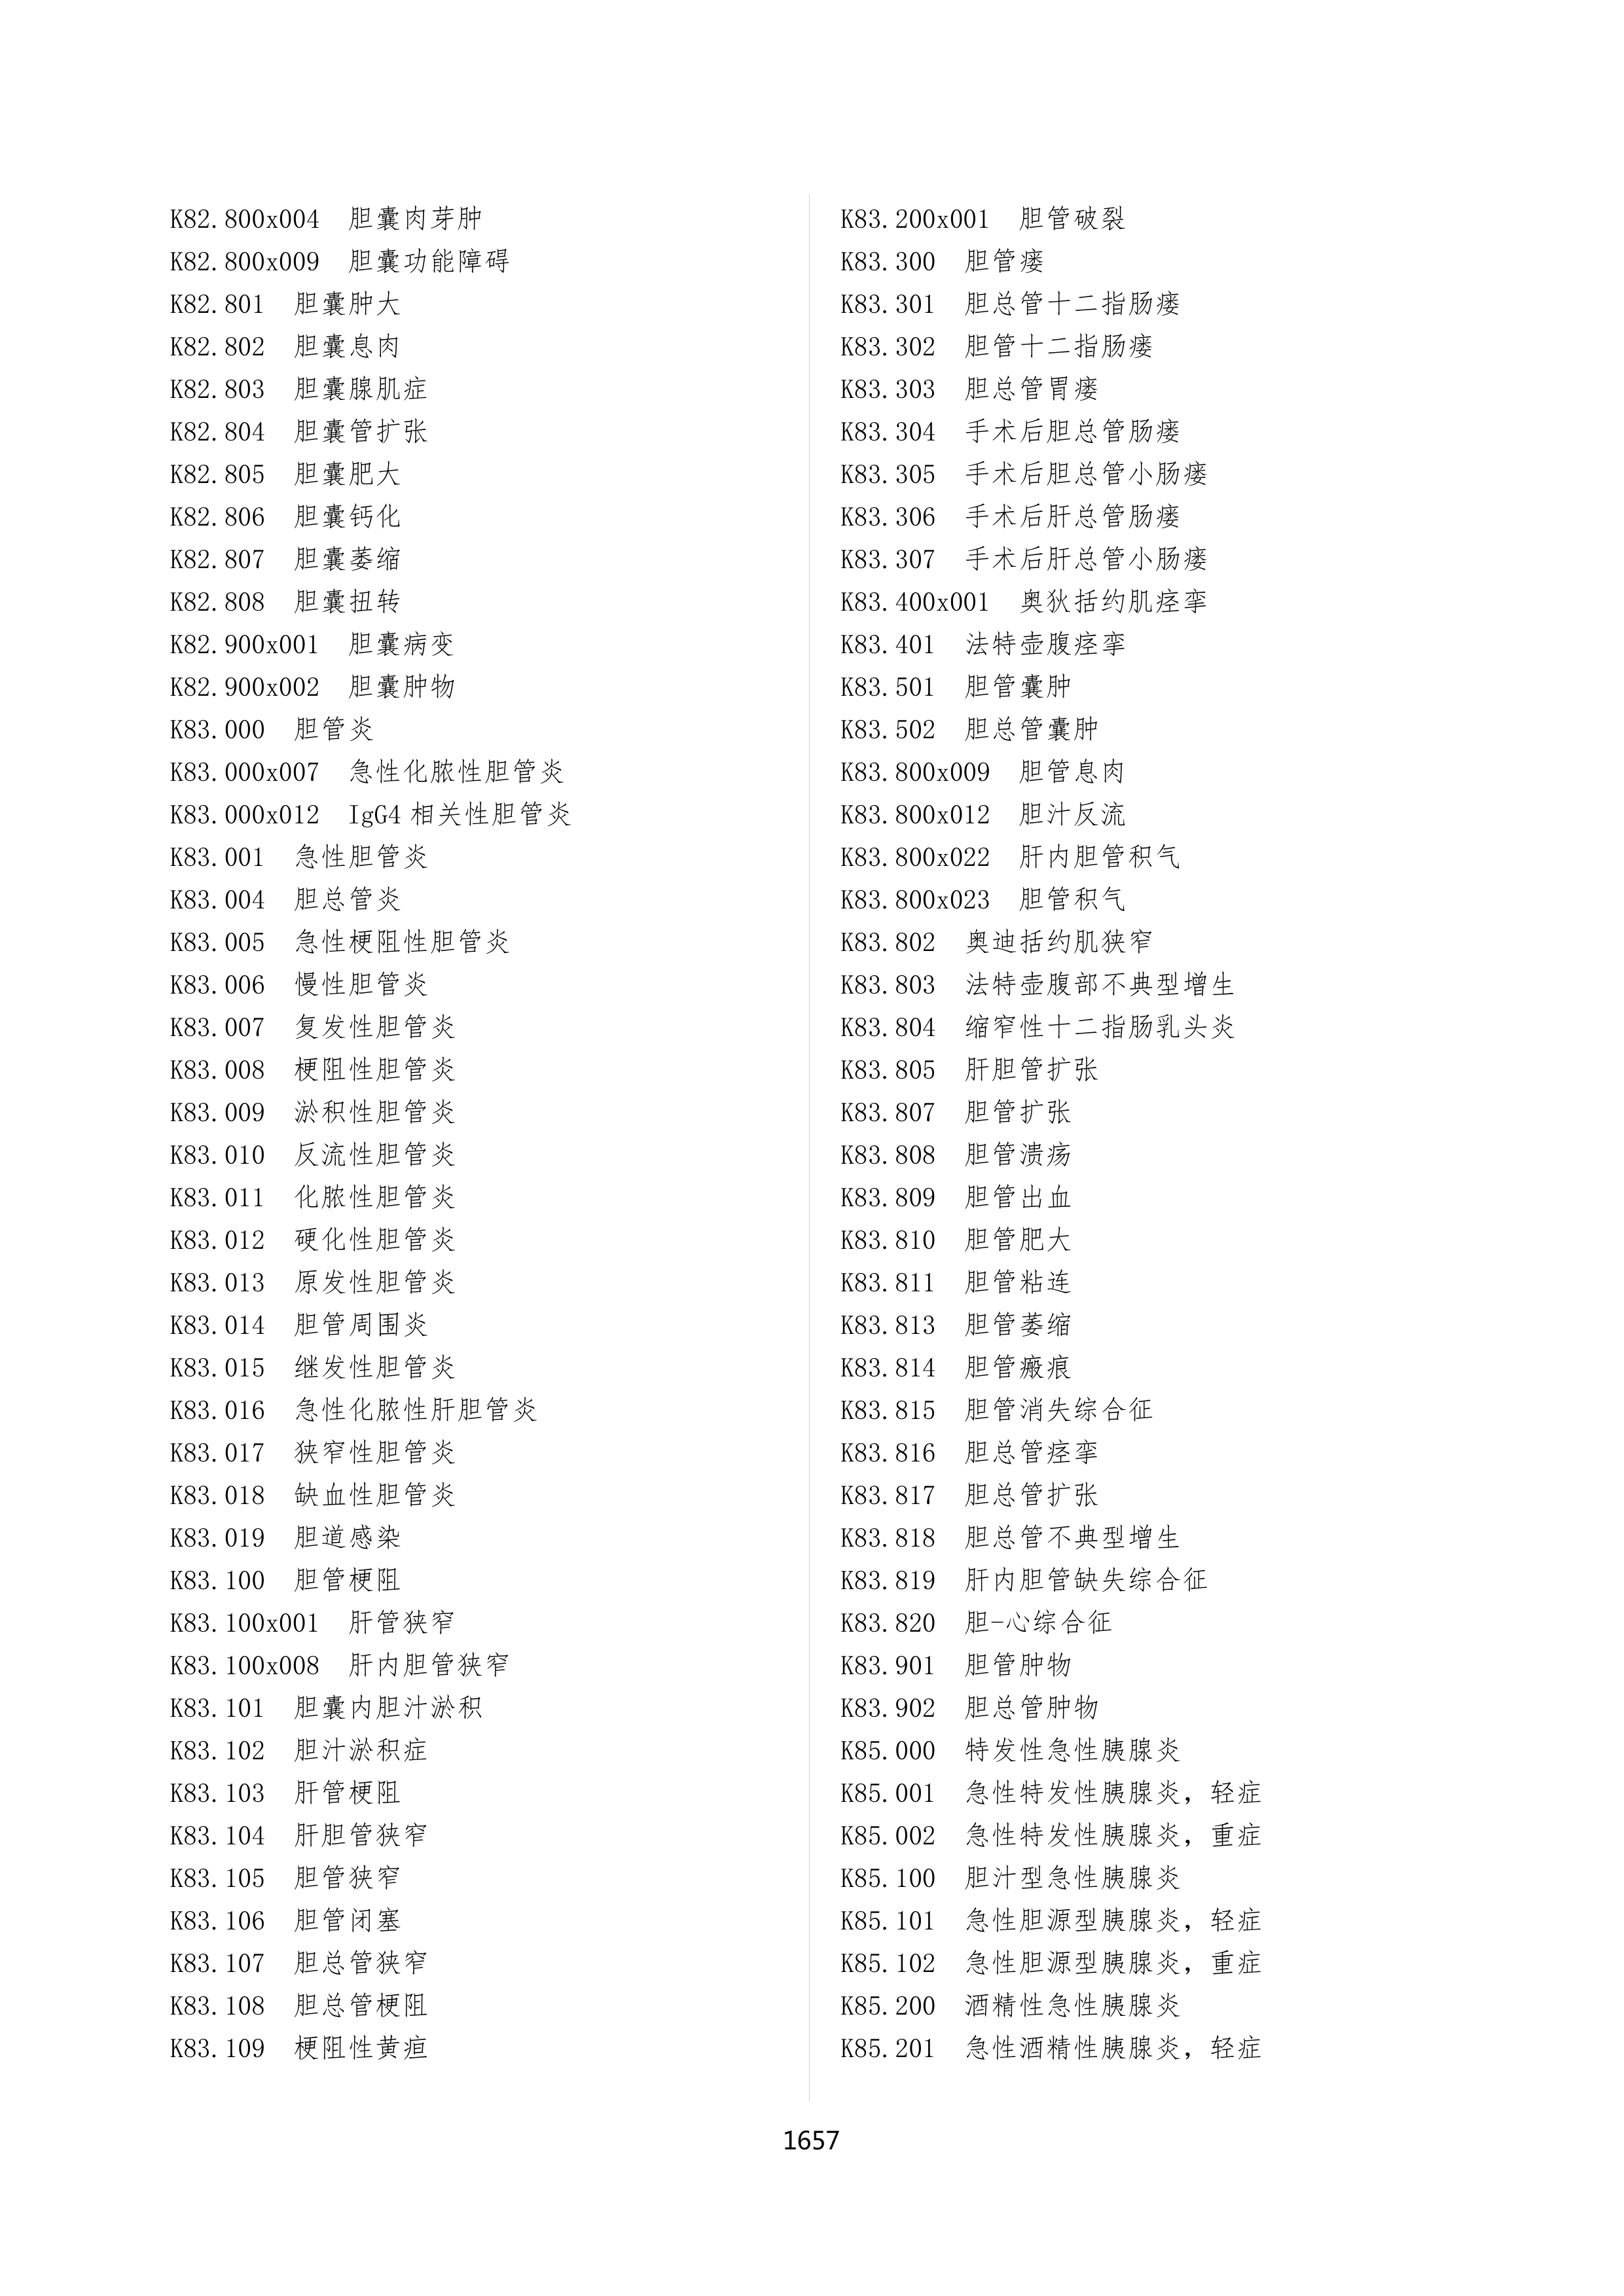 K82.800x004 胆囊肉芽肿
K82.800x009 胆囊功能障碍
K82.801 胆囊肿大
K82.802 胆囊息肉
K82.803 胆囊腺肌症
K82.804 胆囊管扩张
K82.805 胆囊肥大
K82.806 胆囊钙化
K82.807 胆囊萎缩
K82.808 胆囊扭转
K82.900x001 胆囊病变
K82.900x002 胆囊肿物
K83.000 胆管炎
K83.000x007 急性化脓性胆管炎
K83.000x012 IgG4 相关性胆管炎
K83.001 急性胆管炎
K83.004 胆总管炎
K83.005 急性梗阻性胆管炎
K83.006 慢性胆管炎
K83.007 复发性胆管炎
K83.008 梗阻性胆管炎
K83.009 淤积性胆管炎
K83.010 反流性胆管炎
K83.011 化脓性胆管炎
K83.012 硬化性胆管炎
K83.013 原发性胆管炎
K83.014 胆管周围炎
K83.015 继发性胆管炎
K83.016 急性化脓性肝胆管炎
K83.017 狭窄性胆管炎
K83.018 缺血性胆管炎
K83.019 胆道感染
K83.100 胆管梗阻
K83.100x001 肝管狭窄
K83.100x008 肝内胆管狭窄
K83.101 胆囊内胆汁淤积
K83.102 胆汁淤积症
K83.103 肝管梗阻
K83.104 肝胆管狭窄
K83.105 胆管狭窄
K83.106 胆管闭塞
K83.107 胆总管狭窄
K83.108 胆总管梗阻
K83.109 梗阻性黄疸
K83.200x001 胆管破裂
K83.300 胆管瘘
K83.301 胆总管十二指肠瘘
K83.302 胆管十二指肠瘘
K83.303 胆总管胃瘘
K83.304 手术后胆总管肠瘘
K83.305 手术后胆总管小肠瘘
K83.306 手术后肝总管肠瘘
K83.307 手术后肝总管小肠瘘
K83.400x001 奥狄括约肌痉挛
K83.401 法特壶腹痉挛
K83.501 胆管囊肿
K83.502 胆总管囊肿
K83.800x009 胆管息肉
K83.800x012 胆汁反流
K83.800x022 肝内胆管积气
K83.800x023 胆管积气
K83.802 奥迪括约肌狭窄
K83.803 法特壶腹部不典型增生
K83.804 缩窄性十二指肠乳头炎
K83.805 肝胆管扩张
K83.807 胆管扩张
K83.808 胆管溃疡
K83.809 胆管出血
K83.810 胆管肥大
K83.811 胆管粘连
K83.813 胆管萎缩
K83.814 胆管瘢痕
K83.815 胆管消失综合征
K83.816 胆总管痉挛
K83.817 胆总管扩张
K83.818 胆总管不典型增生
K83.819 肝内胆管缺失综合征
K83.820 胆-心综合征
K83.901 胆管肿物
K83.902 胆总管肿物
K85.000 特发性急性胰腺炎
K85.001 急性特发性胰腺炎，轻症
K85.002 急性特发性胰腺炎，重症
K85.100 胆汁型急性胰腺炎
K85.101 急性胆源型胰腺炎，轻症
K85.102 急性胆源型胰腺炎，重症
K85.200 酒精性急性胰腺炎
K85.201 急性酒精性胰腺炎，轻症
1657